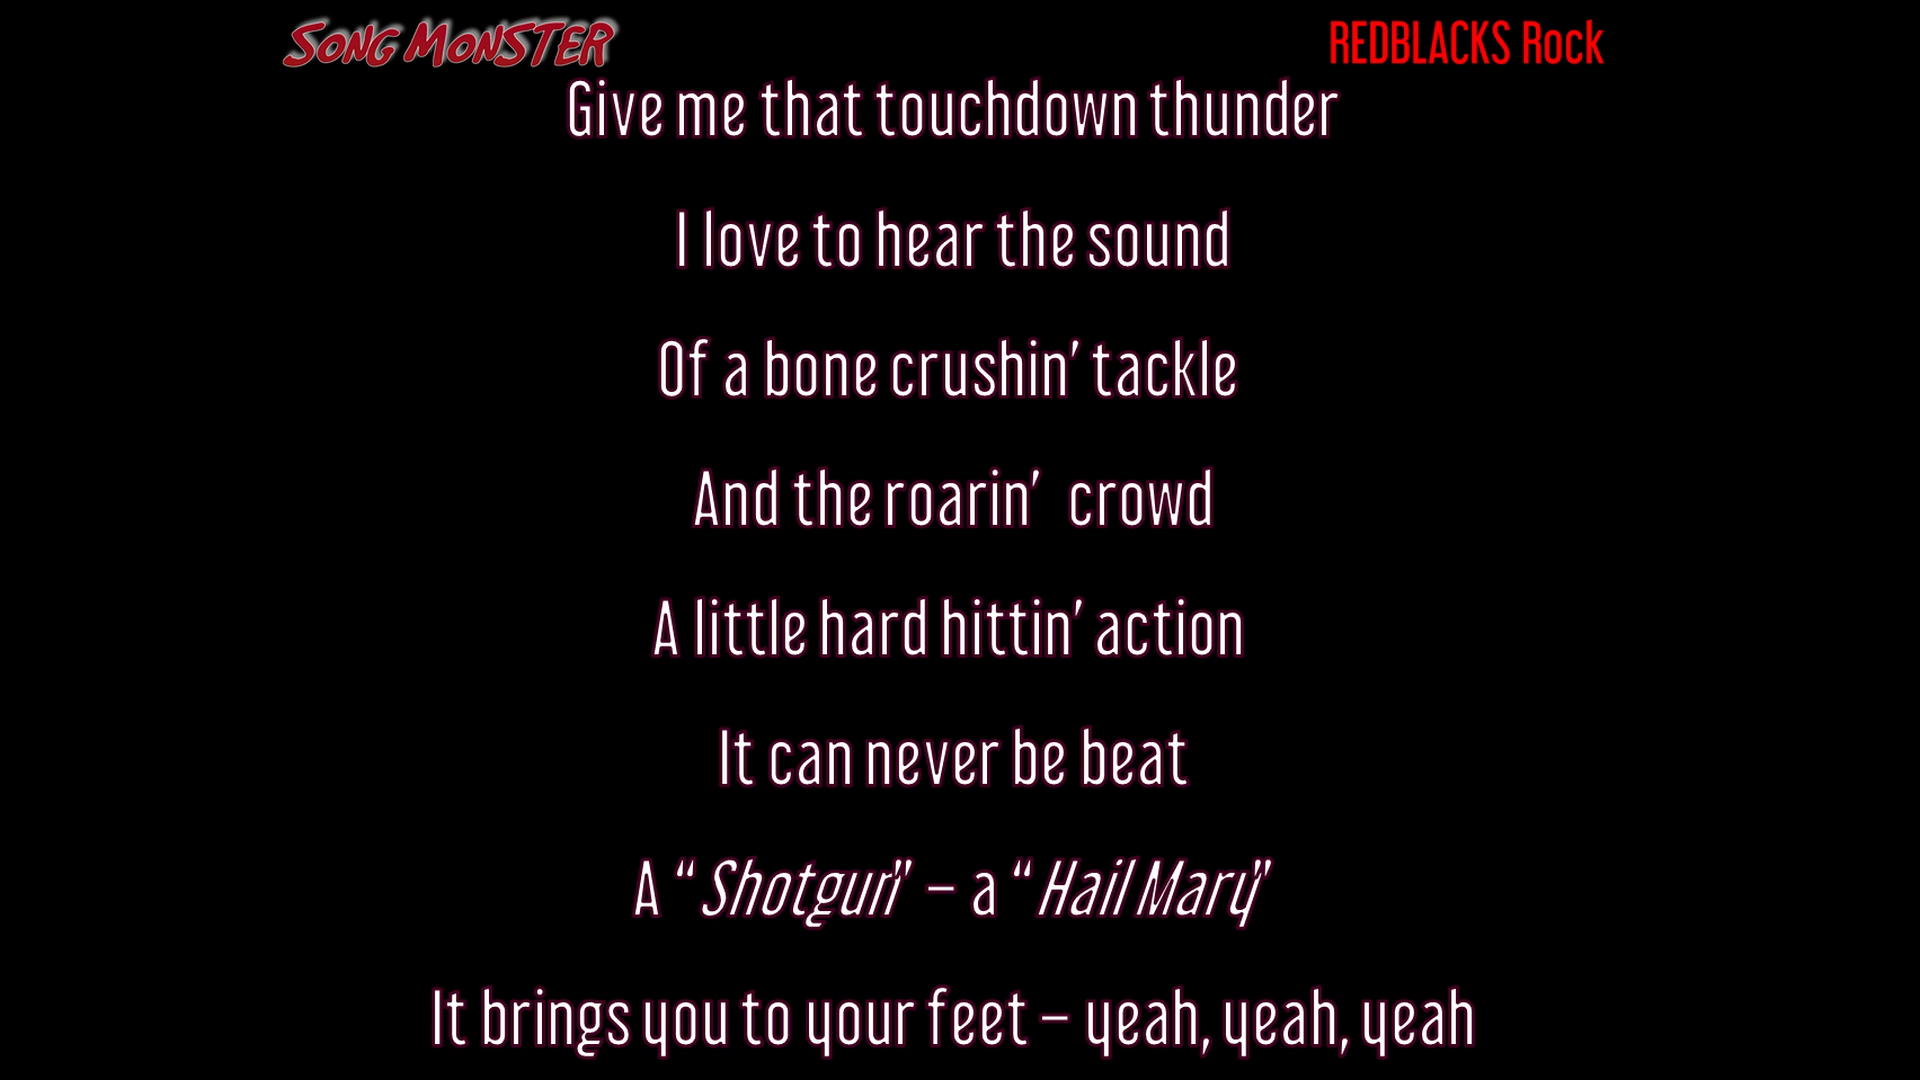 SONG MONSTER
REDBLACKS Rock
Give me that touchdown thunder
I love to hear the sound
Of a bone crushin’ tackle
And the roarin’ crowd
A little hard hittin’ action
It can never be beat
A “Shotgun” – a “Hail Mary”
It brings you to your feet – yeah, yeah, yeah